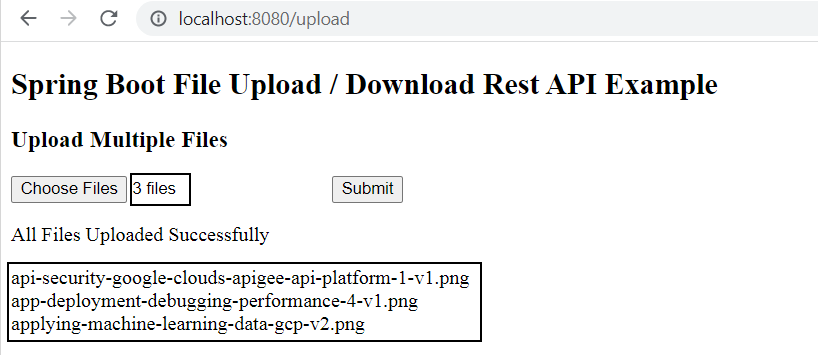 localhost:8080/upload
Spring Boot File Upload / Download Rest API Example
Upload Multiple Files
Choose Files 3 files Submit
All Files Uploaded Successfully
api-security-google-clouds-apigee-api-platform-1-v1.png
app-deployment-debugging-performance-4-v1.png
applying-machine-learning-data-gcp-v2.png